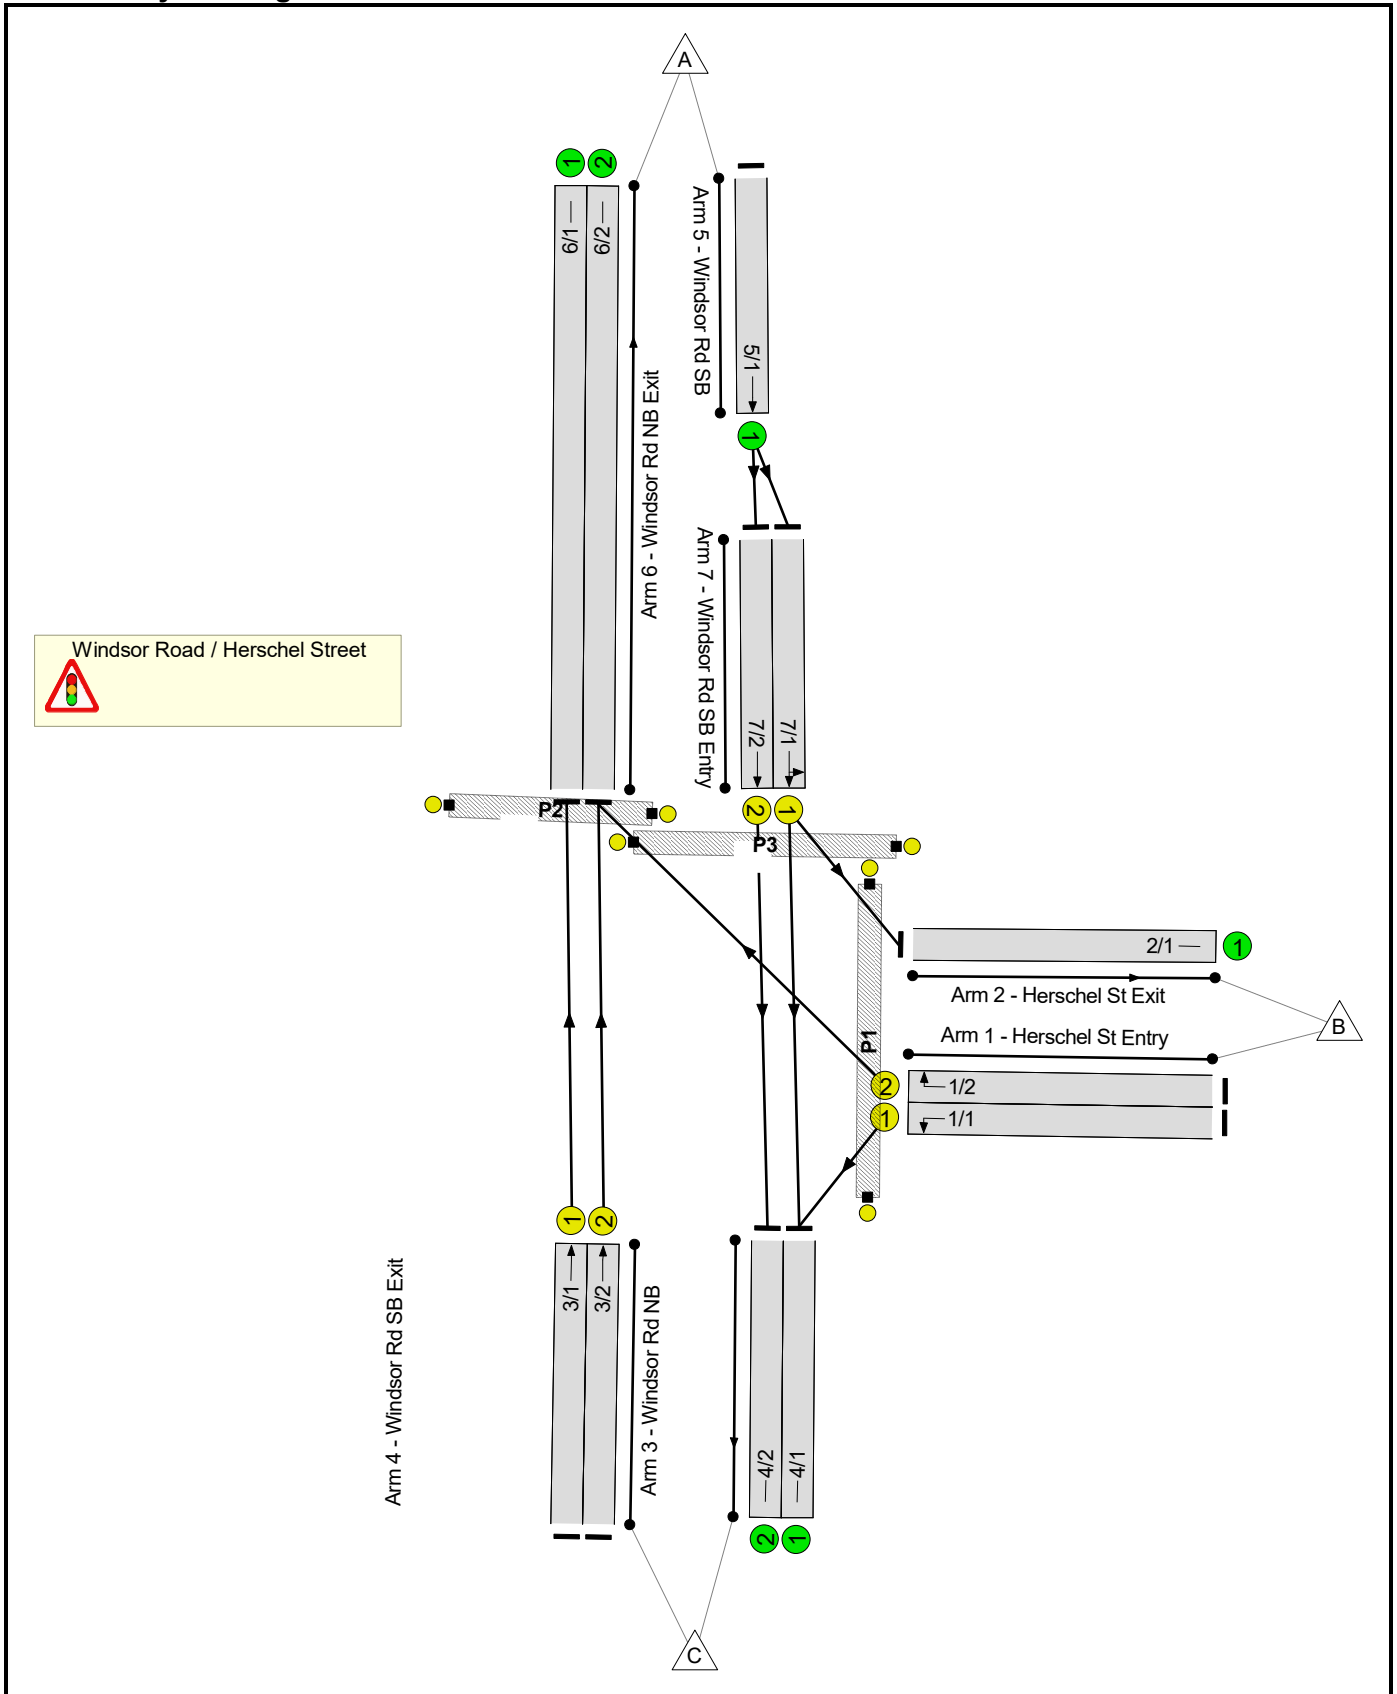 A
1
2
6/1
6/2
Arm 5 - Windsor Rd SB
5/1
Arm 6 - Windsor Rd NB Exit
1
Arm 7 - Windsor Rd SB Entry
Windsor Road / Herschel Street
7/2
7/1
P2
2
1
P3
2/1
1
Arm 2 - Herschel St Exit
B
Arm 1 - Herschel St Entry
P1
2
1/2
1
1/1
1
2
3/1
3/2
Arm 4 - Windsor Rd SB Exit
Arm 3 - Windsor Rd NB
4/2
4/1
2
1
C